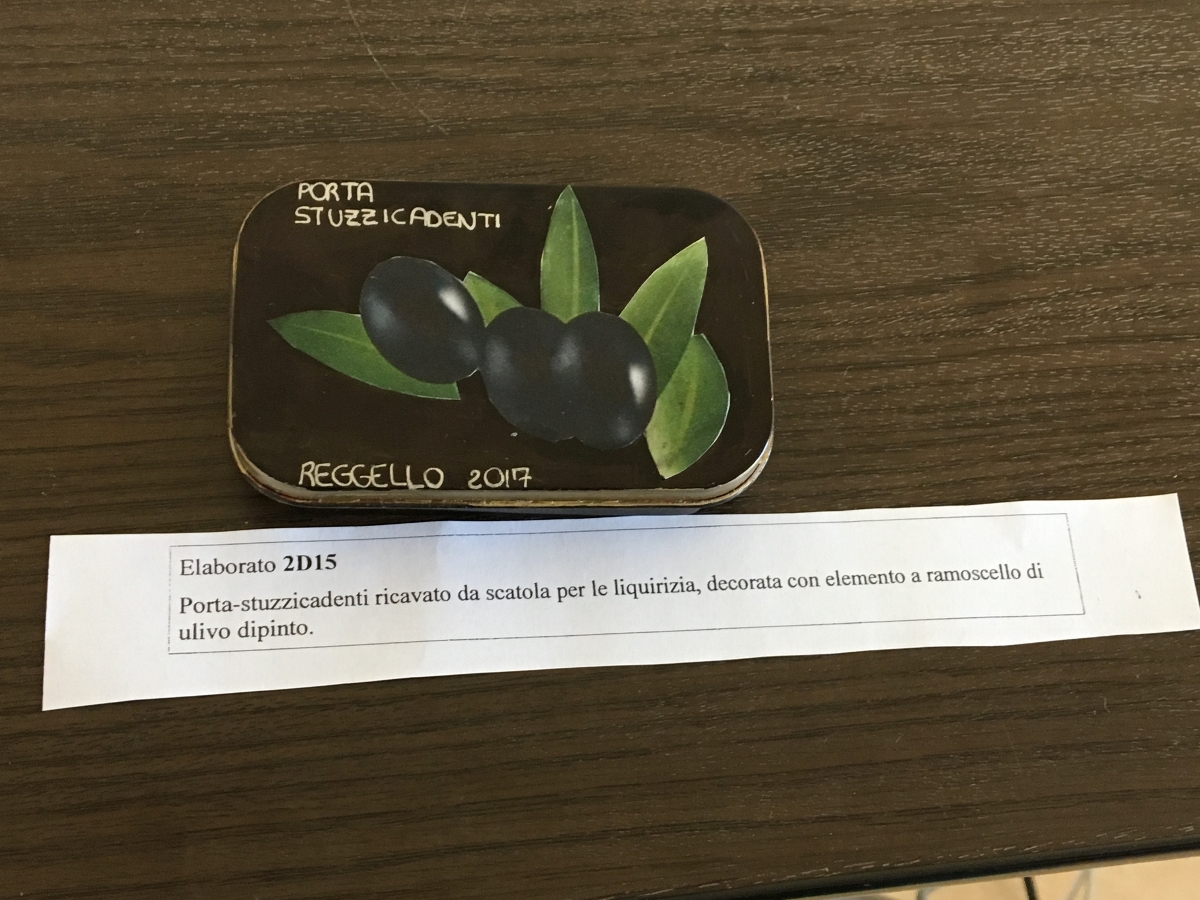 PORTA
STUZZICADENTI
REGGELLO 2017
Elaborato 2D15
Porta-stuzzicadenti ricavato da scatola per le liquirizia, decorata con elemento a ramoscello di
ulivo dipinto.